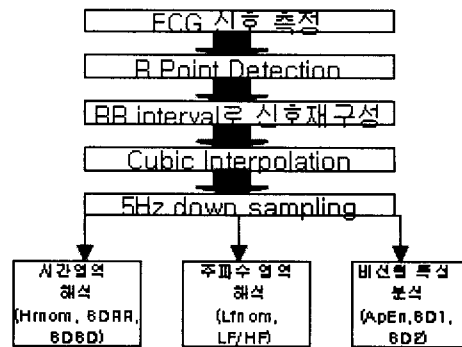 ECG 신호 측정
R Point Detection
RR interval로 신호재구성
Cubic Interpolation
5Hz down sampling
시간영역
해석
(Hrnom, SDRR,
SDSD)
주파수 영역
해석
(Lfnom,
LF/HF)
비선형 특성
분석
(ApEn,SD1,
SD2)